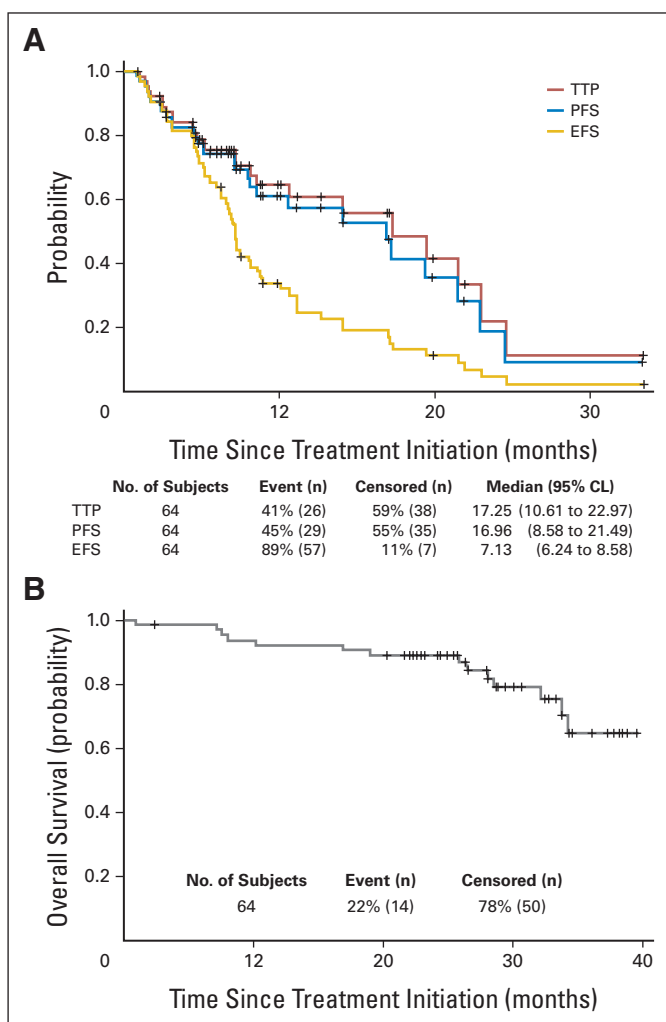 A
1.0
0.8
0.6
0.4
0.2
0
12
20
30
Probability
TTP
PFS
EFS
Time Since Treatment Initiation (months)
No. of Subjects Event (n) Censored (n) Median (95% CL)
TTP 64 41% (26) 59% (38) 17.25 (10.61 to 22.97)
PFS 64 45% (29) 55% (35) 16.96 (8.58 to 21.49)
EFS 64 89% (57) 11% (7) 7.13 (6.24 to 8.58)
B
1.0
0.8
0.6
0.4
0.2
0
12
20
30
40
Overall Survival (probability)
No. of Subjects Event (n) Censored (n)
64 22% (14) 78% (50)
Time Since Treatment Initiation (months)